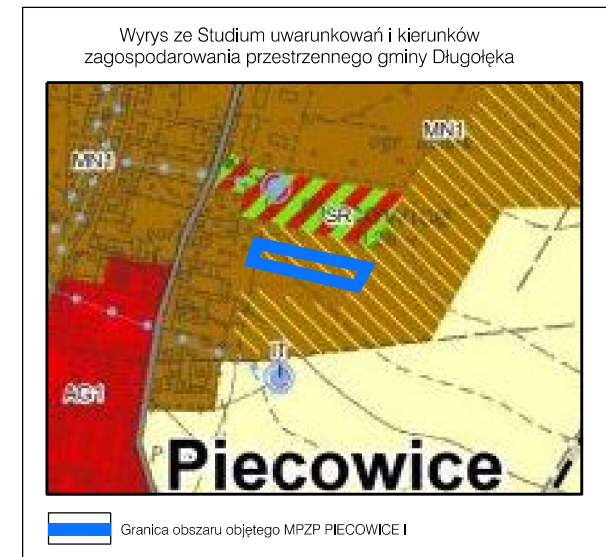 Wyrys ze Studium uwarunkowań i kierunków
zagospodarowania przestrzennego gminy Długołęka
MN1
MN1
SR
IT
AG1
Piecowice
Granica obszaru objętego MPZP PIECOWICE I